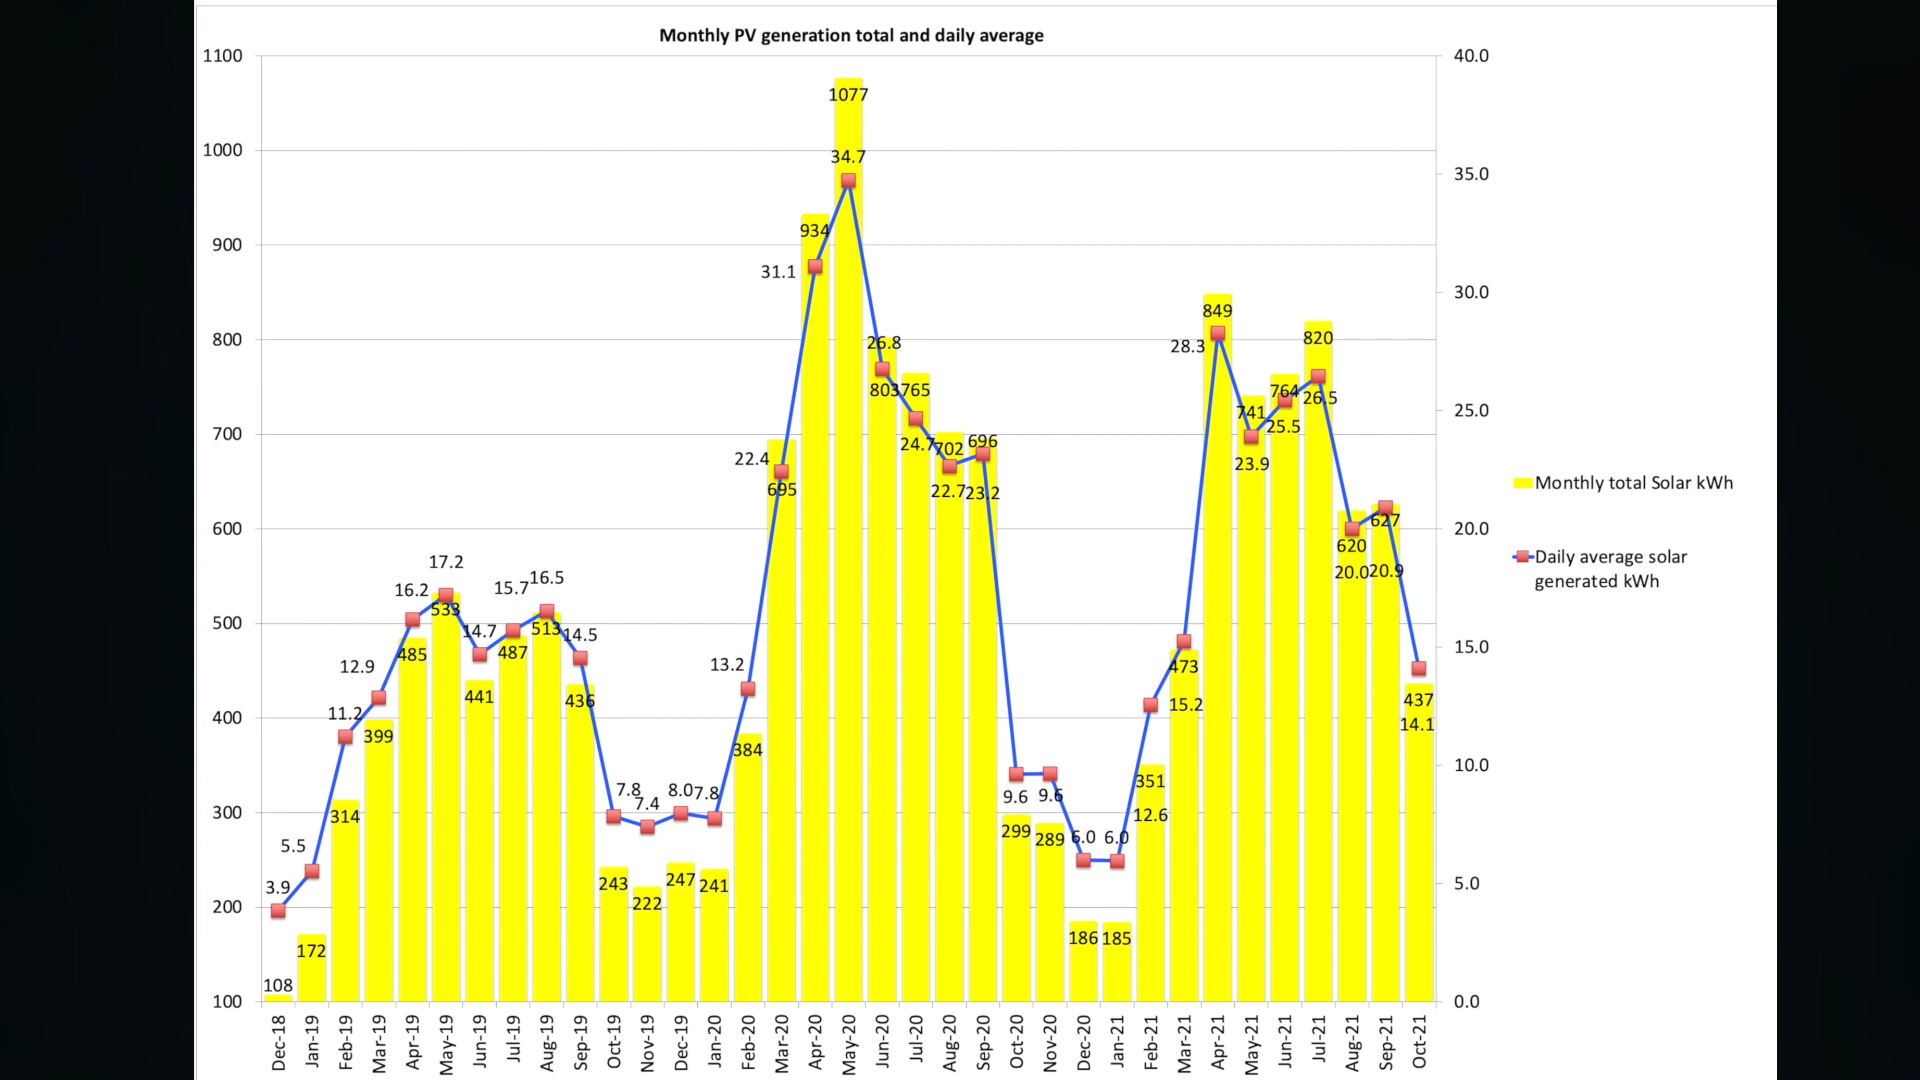 Monthly PV generation total and daily average
1100
1000
900
800
700
600
500
400
300
200
100
40.0
35.0
30.0
25.0
20.0
15.0
10.0
5.0
0.0
108
172
314
399
485
533
441
487
513
436
243
222
247
241
384
695
934
1077
803
765
702
696
299
289
186
185
351
473
849
741
764
820
620
627
437
3.9
5.5
11.2
12.9
16.2
17.2
14.7
15.7
16.5
14.5
7.8
7.4
8.0
7.8
13.2
22.4
31.1
34.7
26.8
24.7
22.7
23.2
9.6
9.6
6.0
6.0
12.6
15.2
28.3
23.9
25.5
26.5
20.0
20.9
14.1
Dec-18
Jan-19
Feb-19
Mar-19
Apr-19
May-19
Jun-19
Jul-19
Aug-19
Sep-19
Oct-19
Nov-19
Dec-19
Jan-20
Feb-20
Mar-20
Apr-20
May-20
Jun-20
Jul-20
Aug-20
Sep-20
Oct-20
Nov-20
Dec-20
Jan-21
Feb-21
Mar-21
Apr-21
May-21
Jun-21
Jul-21
Aug-21
Sep-21
Oct-21
Monthly total Solar kWh
Daily average solar
generated kWh